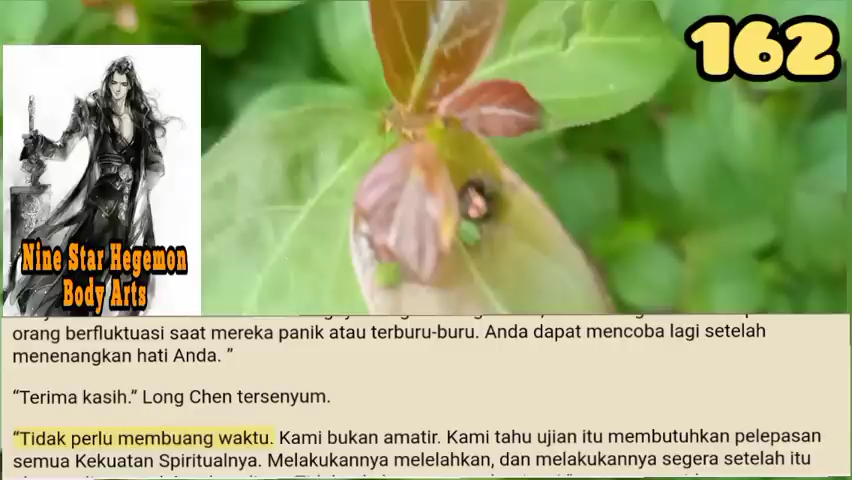 162
Nine Star Hegemon
Body Arts
orang berfluktuasi saat mereka panik atau terburu-buru. Anda dapat mencoba lagi setelah
menenangkan hati Anda. ”
“Terima kasih.” Long Chen tersenyum.
“Tidak perlu membuang waktu. Kami bukan amatir. Kami tahu ujian itu membutuhkan pelepasan
semua Kekuatan Spiritualnya. Melakukannya melelahkan, dan melakukannya segera setelah itu